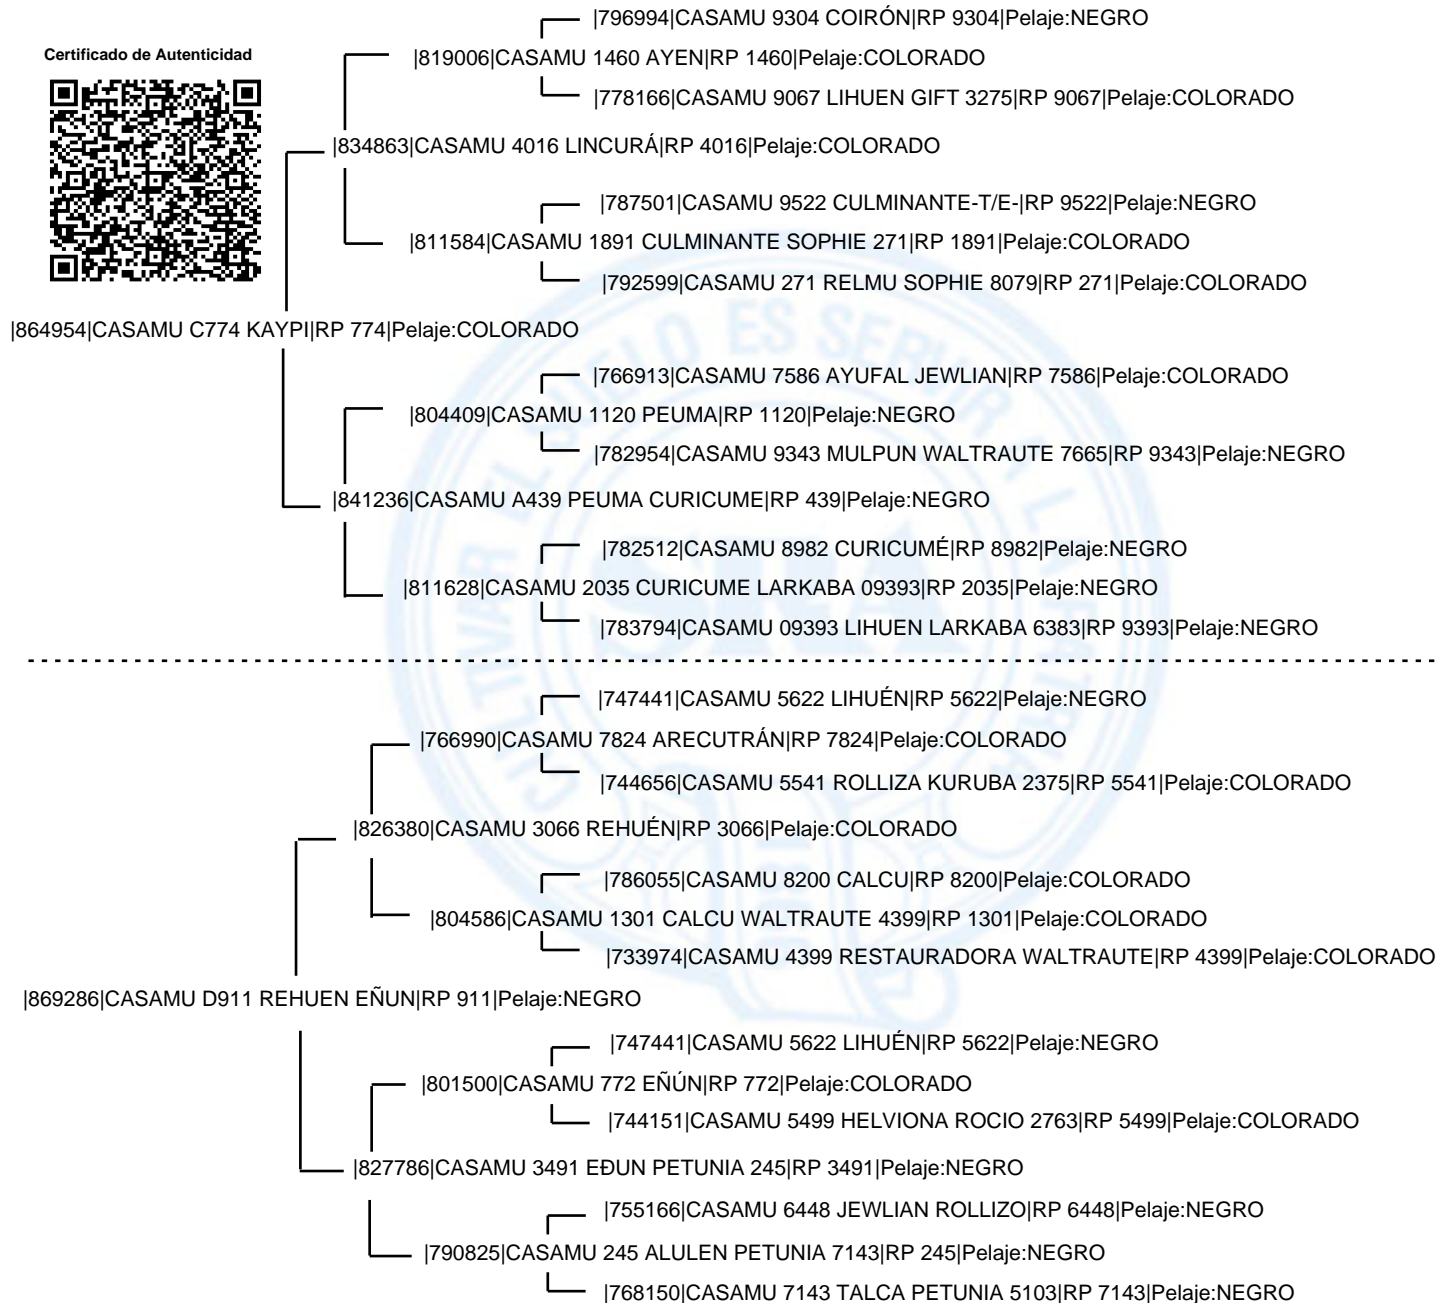 |796994|CASAMU 9304 COIRÓN|RP 9304|Pelaje:NEGRO
Certificado de Autenticidad
|819006|CASAMU 1460 AYEN|RP 1460|Pelaje:COLORADO
|778166|CASAMU 9067 LIHUEN GIFT 3275|RP 9067|Pelaje:COLORADO
|834863|CASAMU 4016 LINCURÁ|RP 4016|Pelaje:COLORADO
|787501|CASAMU 9522 CULMINANTE-T/E-|RP 9522|Pelaje:NEGRO
|811584|CASAMU 1891 CULMINANTE SOPHIE 271|RP 1891|Pelaje:COLORADO
|792599|CASAMU 271 RELMU SOPHIE 8079|RP 271|Pelaje:COLORADO
|864954|CASAMU C774 KAYPI|RP 774|Pelaje:COLORADO
|766913|CASAMU 7586 AYUFAL JEWLIAN|RP 7586|Pelaje:COLORADO
|804409|CASAMU 1120 PEUMA|RP 1120|Pelaje:NEGRO
|782954|CASAMU 9343 MULPUN WALTRAUTE 7665|RP 9343|Pelaje:NEGRO
|841236|CASAMU A439 PEUMA CURICUME|RP 439|Pelaje:NEGRO
|782512|CASAMU 8982 CURICUMÉ|RP 8982|Pelaje:NEGRO
|811628|CASAMU 2035 CURICUME LARKABA 09393|RP 2035|Pelaje:NEGRO
|783794|CASAMU 09393 LIHUEN LARKABA 6383|RP 9393|Pelaje:NEGRO
|747441|CASAMU 5622 LIHUÉN|RP 5622|Pelaje:NEGRO
|766990|CASAMU 7824 ARECUTRÁN|RP 7824|Pelaje:COLORADO
|744656|CASAMU 5541 ROLLIZA KURUBA 2375|RP 5541|Pelaje:COLORADO
|826380|CASAMU 3066 REHUÉN|RP 3066|Pelaje:COLORADO
|786055|CASAMU 8200 CALCU|RP 8200|Pelaje:COLORADO
|804586|CASAMU 1301 CALCU WALTRAUTE 4399|RP 1301|Pelaje:COLORADO
|733974|CASAMU 4399 RESTAURADORA WALTRAUTE|RP 4399|Pelaje:COLORADO
|869286|CASAMU D911 REHUEN EÑUN|RP 911|Pelaje:NEGRO
|747441|CASAMU 5622 LIHUÉN|RP 5622|Pelaje:NEGRO
|801500|CASAMU 772 EÑÚN|RP 772|Pelaje:COLORADO
|744151|CASAMU 5499 HELVIONA ROCIO 2763|RP 5499|Pelaje:COLORADO
|827786|CASAMU 3491 EÐUN PETUNIA 245|RP 3491|Pelaje:NEGRO
|755166|CASAMU 6448 JEWLIAN ROLLIZO|RP 6448|Pelaje:NEGRO
|790825|CASAMU 245 ALULEN PETUNIA 7143|RP 245|Pelaje:NEGRO
|768150|CASAMU 7143 TALCA PETUNIA 5103|RP 7143|Pelaje:NEGRO
CULTIVAR EL SUELO ES SERVIR A LA PATRIA
SRA